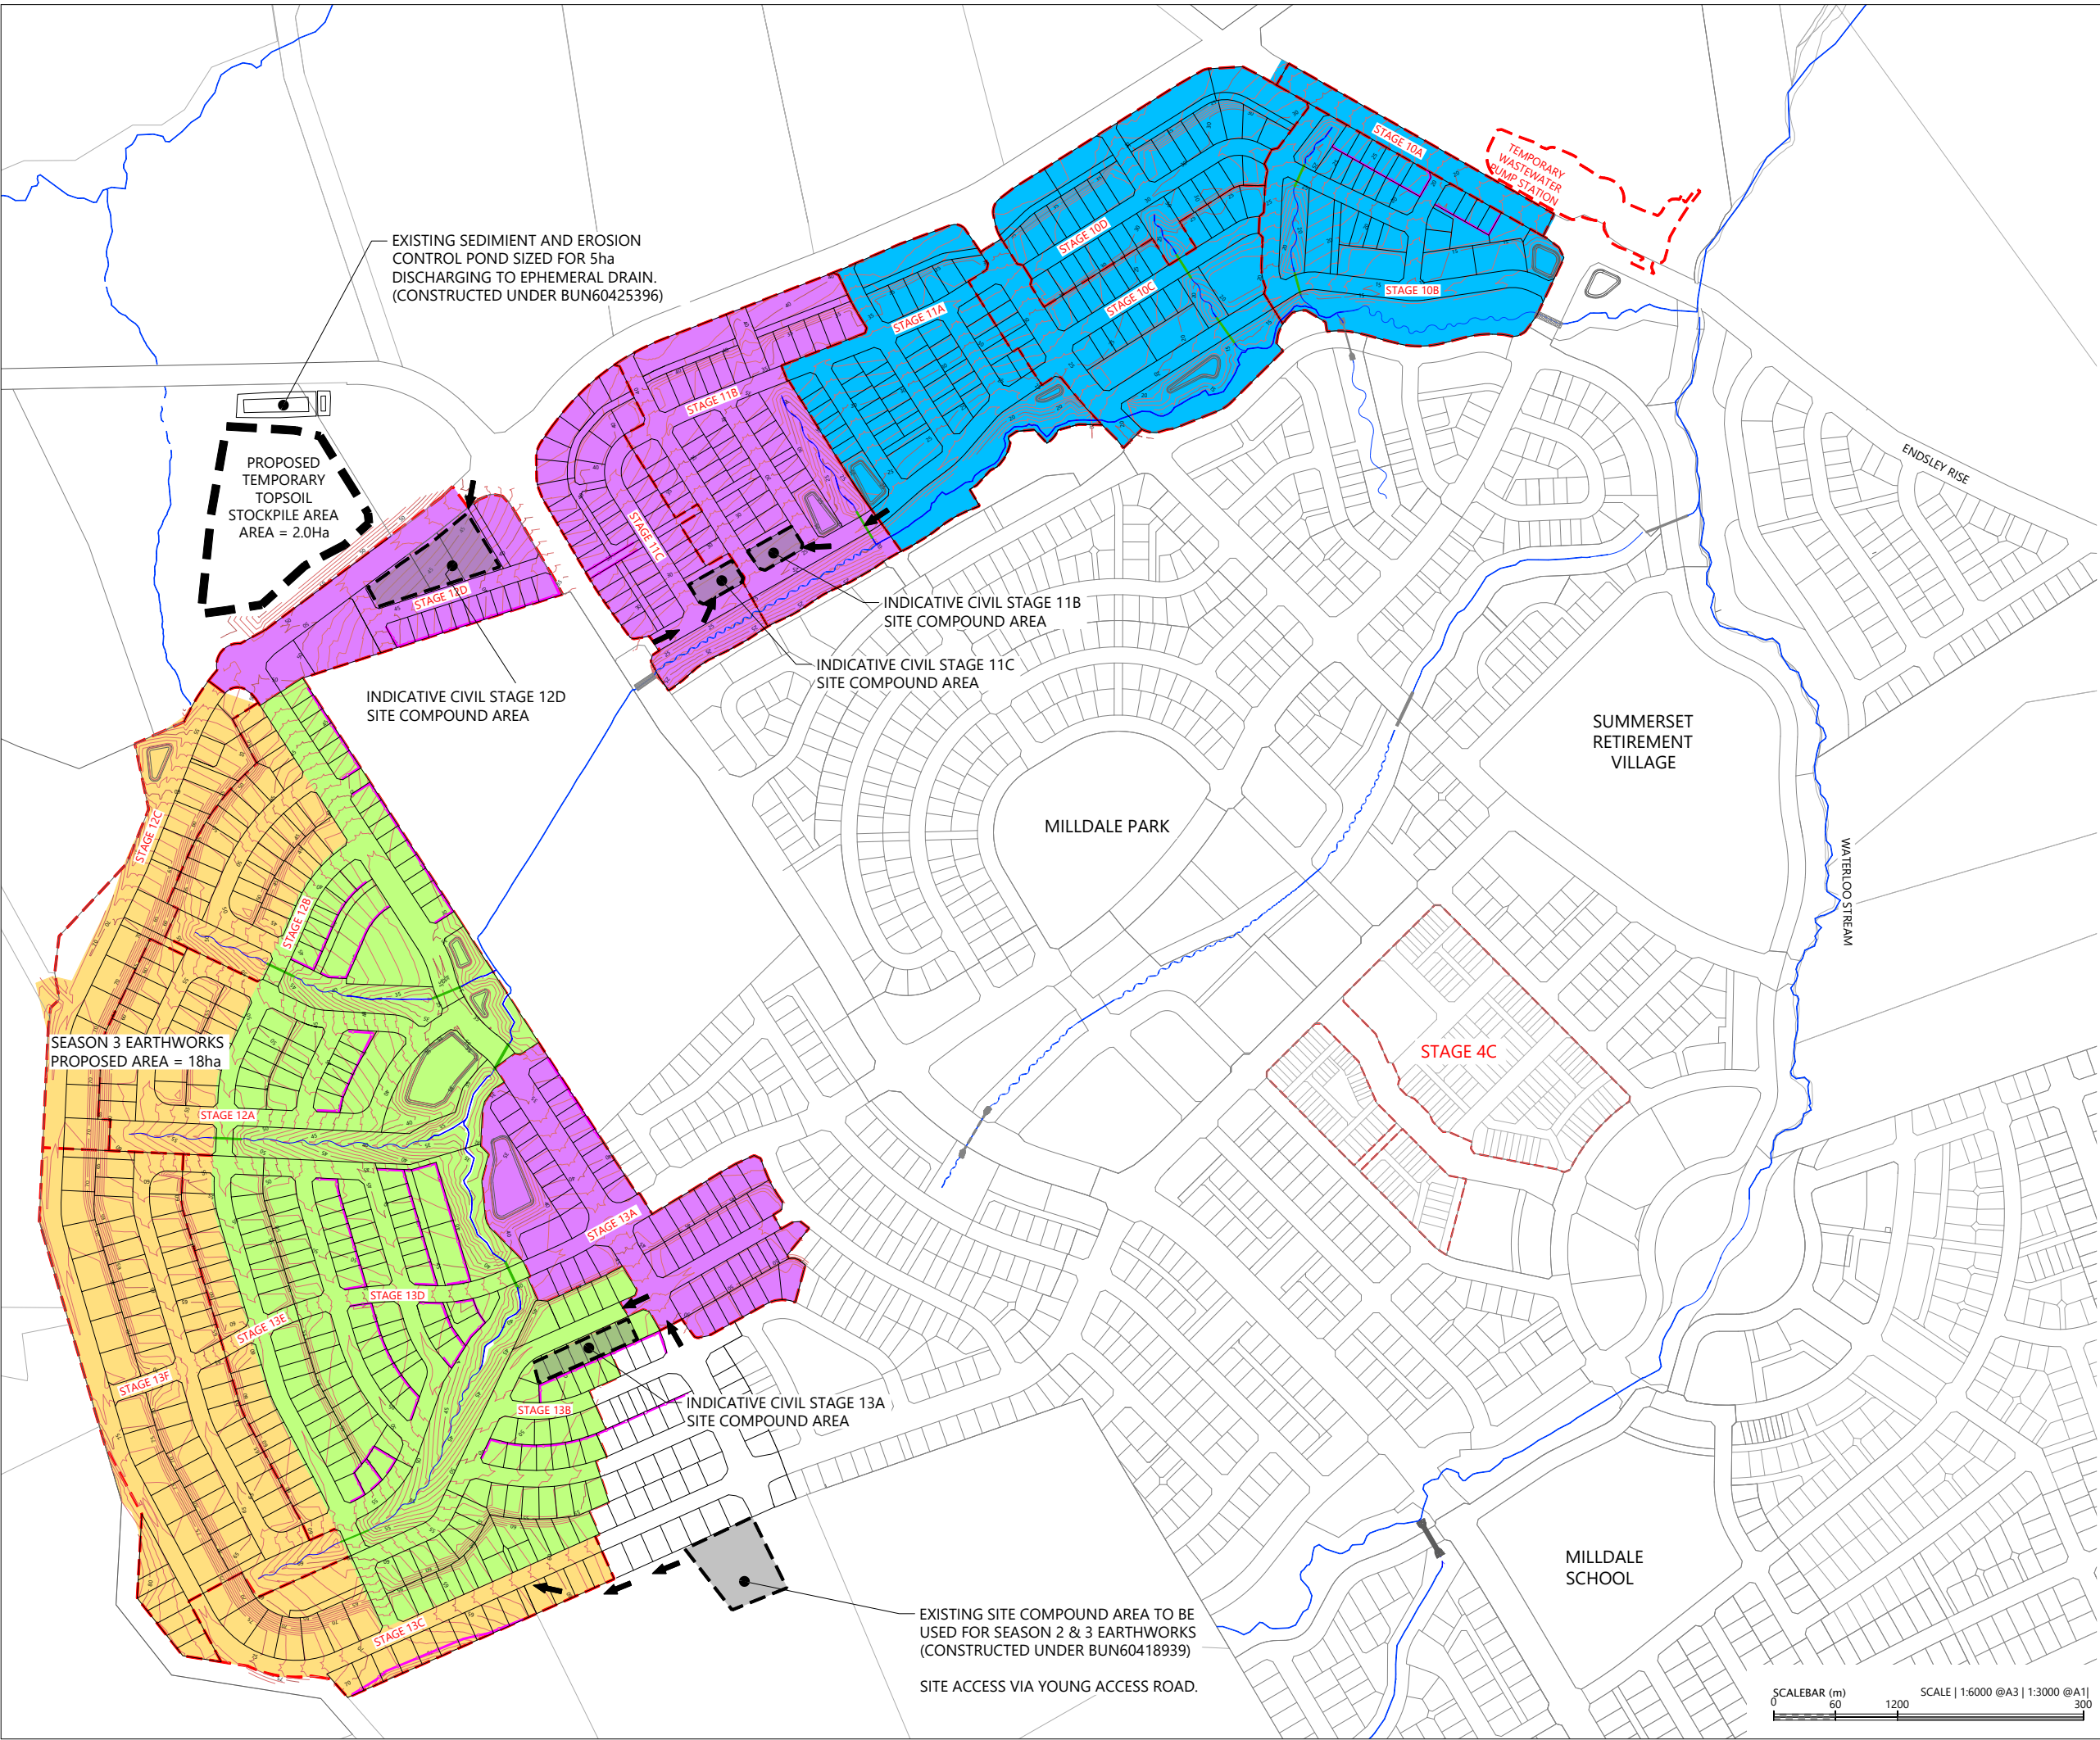 STAGE 10A
TEMPORARY
WASTEWATER
PUMP STATION
EXISTING SEDIMIENT AND EROSION
CONTROL POND SIZED FOR 5ha
DISCHARGING TO EPHEMERAL DRAIN.
(CONSTRUCTED UNDER BUN60425396)
STAGE 10D
STAGE 10C
STAGE 10B
STAGE 11A
STAGE 11B
STAGE 11C
ENDSLEY RISE
PROPOSED
TEMPORARY
TOPSOIL
STOCKPILE AREA
AREA = 2.0Ha
STAGE 12D
INDICATIVE CIVIL STAGE 11B
SITE COMPOUND AREA
INDICATIVE CIVIL STAGE 11C
SITE COMPOUND AREA
INDICATIVE CIVIL STAGE 12D
SITE COMPOUND AREA
SUMMERSET
RETIREMENT
VILLAGE
MILLDALE PARK
WATERLOO STREAM
STAGE 12C
STAGE 12B
SEASON 3 EARTHWORKS
PROPOSED AREA = 18ha
STAGE 4C
STAGE 12A
STAGE 13A
STAGE 13D
STAGE 13E
STAGE 13F
STAGE 13B
INDICATIVE CIVIL STAGE 13A
SITE COMPOUND AREA
MILLDALE
SCHOOL
STAGE 13C
EXISTING SITE COMPOUND AREA TO BE
USED FOR SEASON 2 & 3 EARTHWORKS
(CONSTRUCTED UNDER BUN60418939)
SITE ACCESS VIA YOUNG ACCESS ROAD.
SCALEBAR (m) SCALE | 1:6000 @A3 | 1:3000 @A1|
0 60 1200 300